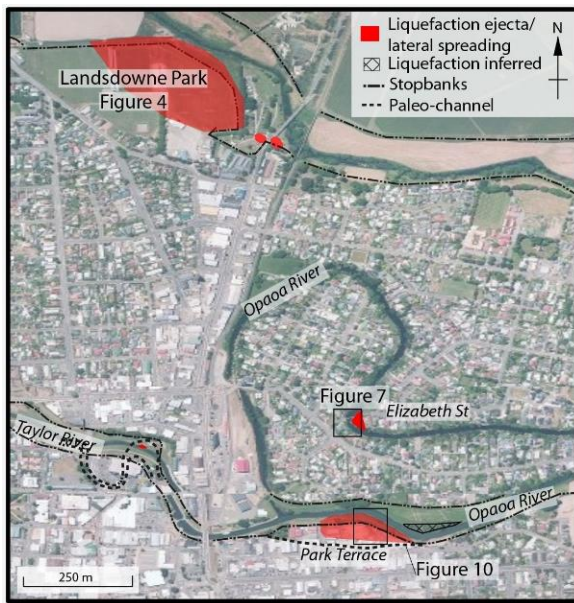 Liquefaction ejecta/
lateral spreading
Liquefaction inferred
Stopbanks
Paleo-channel
N
Landsdowne Park
Figure 4
Opaoa River
Figure 7
Elizabeth St
Taylor River
Opaoa River
Park Terrace
Figure 10
250 m